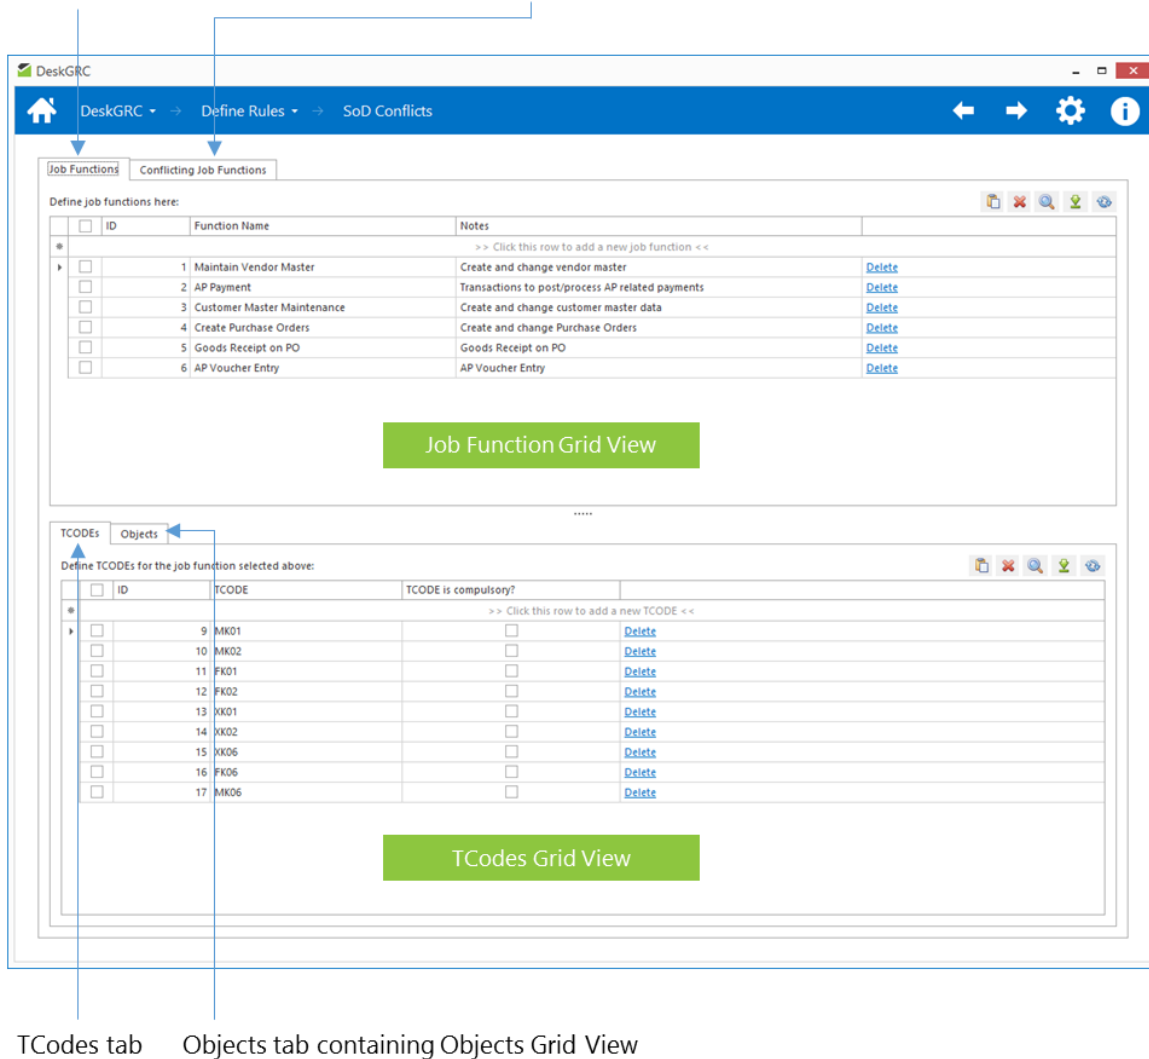 DeskGRC
DeskGRC → Define Rules → SoD Conflicts
Job Functions Conflicting Job Functions
Define job functions here:
ID Function Name Notes
>> Click this row to add a new job function <<
1 Maintain Vendor Master Create and change vendor master Delete
2 AP Payment Transactions to post/process AP related payments Delete
3 Customer Master Maintenance Create and change customer master data Delete
4 Create Purchase Orders Create and change Purchase Orders Delete
5 Goods Receipt on PO Goods Receipt on PO Delete
6 AP Voucher Entry AP Voucher Entry Delete
Job Function Grid View
TCODEs Objects
Define TCODEs for the job function selected above:
ID TCODE TCODE is compulsory?
>> Click this row to add a new TCODE <<
9 MK01 Delete
10 MK02 Delete
11 FK01 Delete
12 FK02 Delete
13 XK01 Delete
14 XK02 Delete
15 XK06 Delete
16 FK06 Delete
17 MK06 Delete
TCodes Grid View
TCodes tab Objects tab containing Objects Grid View